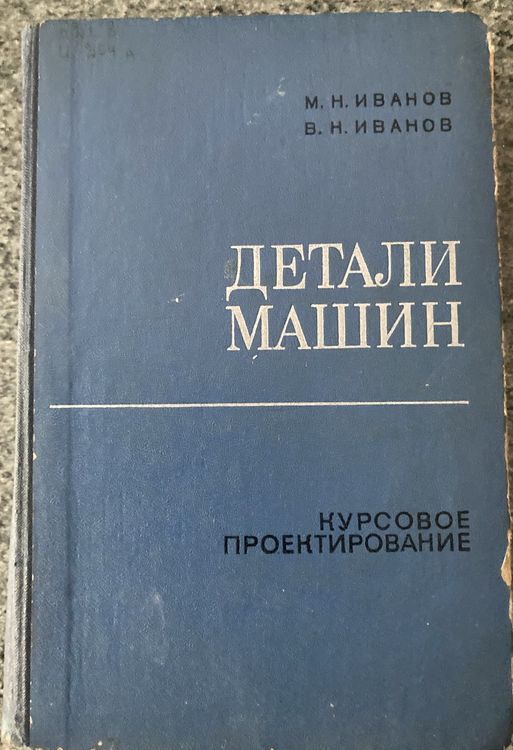 М. Н. ИВАНОВ
В. Н. ИВАНОВ
ДЕТАЛИ
МАШИН
КУРСОВОЕ
ПРОЕКТИРОВАНИЕ